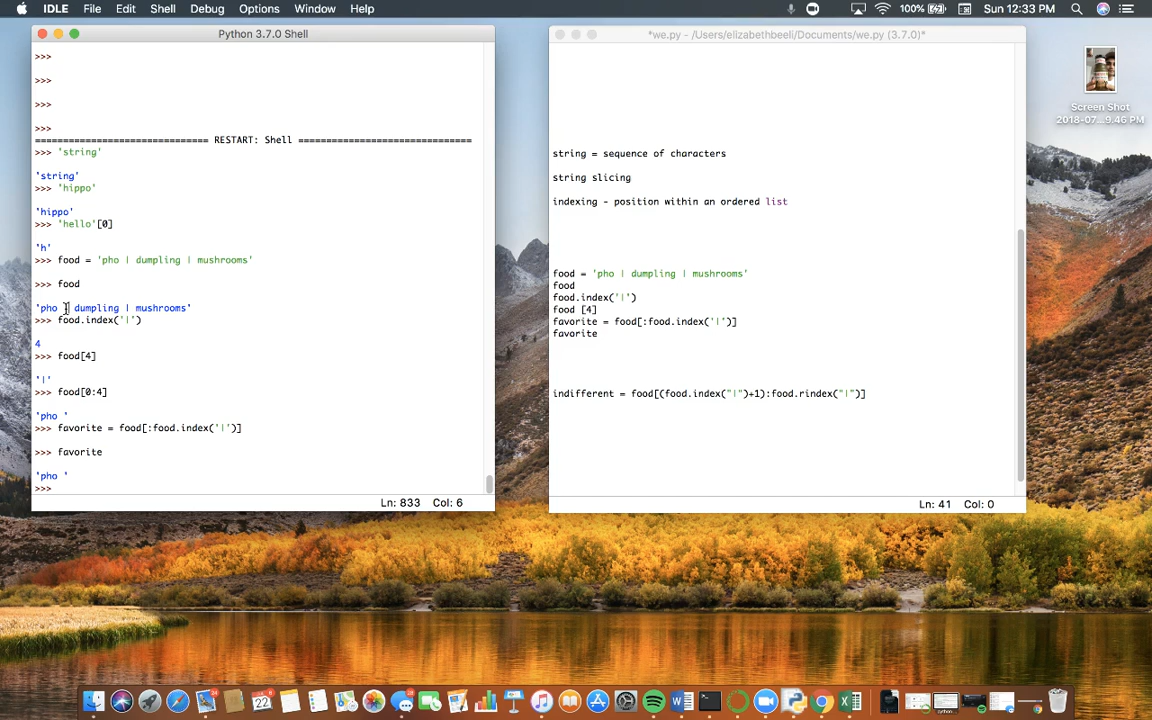 IDLE File Edit Shell Debug Options Window Help
100% Sun 12:33 PM
Python 3.7.0 Shell
>>>
>>>
>>>
>>>
=============================== RESTART: Shell ===============================
>>> 'string'
'string'
>>> 'hippo'
'hippo'
>>> 'hello'[0]
'h'
>>> food = 'pho | dumpling | mushrooms'
>>> food
'pho | dumpling | mushrooms'
>>> food.index('|')
4
>>> food[4]
'|'
>>> food[0:4]
'pho '
>>> favorite = food[:food.index('|')]
>>> favorite
'pho '
>>>
Ln: 833 Col: 6
*we.py - /Users/elizabethbeeli/Documents/we.py (3.7.0)*
string = sequence of characters
string slicing
indexing - position within an ordered list
food = 'pho | dumpling | mushrooms'
food
food.index('|')
food [4]
favorite = food[:food.index('|')]
favorite
indifferent = food[(food.index("|")+1):food.rindex("|")]
Ln: 41 Col: 0
Screen Shot
2018-07...9.46 PM
22